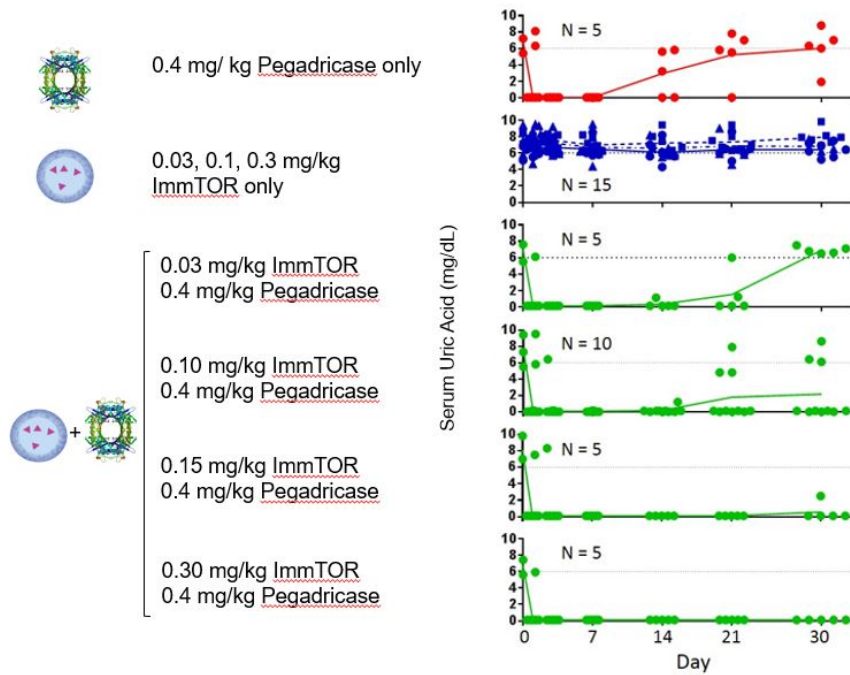 0.4 mg/ kg Pegadricase only
0.03, 0.1, 0.3 mg/kg
ImmTOR only
0.03 mg/kg ImmTOR
0.4 mg/kg Pegadricase
0.10 mg/kg ImmTOR
0.4 mg/kg Pegadricase
+
0.15 mg/kg ImmTOR
0.4 mg/kg Pegadricase
0.30 mg/kg ImmTOR
0.4 mg/kg Pegadricase
Serum Uric Acid (mg/dL)
10
8
6
4
2
0
N = 5
10
8
6
4
2
0
N = 15
10
8
6
4
2
0
N = 5
10
8
6
4
2
0
N = 10
10
8
6
4
2
0
N = 5
10
8
6
4
2
0
N = 5
0 7 14 21 30
Day